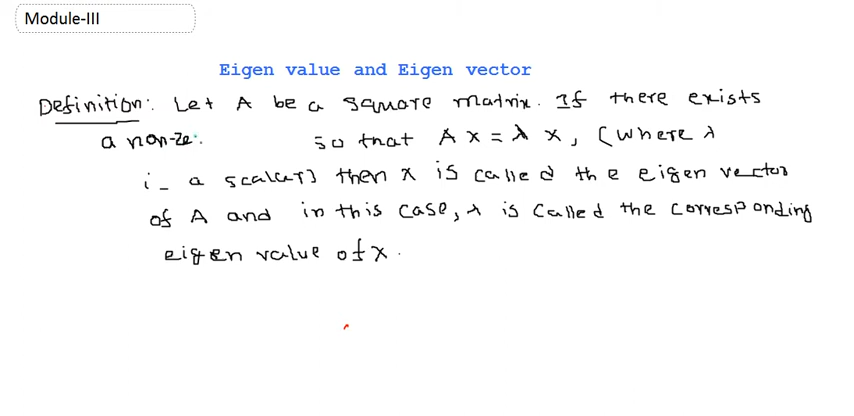 Module-III
Eigen value and Eigen vector
Definition: Let A be a square matrix. If there exists
a non-ze so that A x = λ x, (where λ
i a scalar) then x is called the eigen vector
of A and in this case, λ is called the corresponding
eigen value of x.